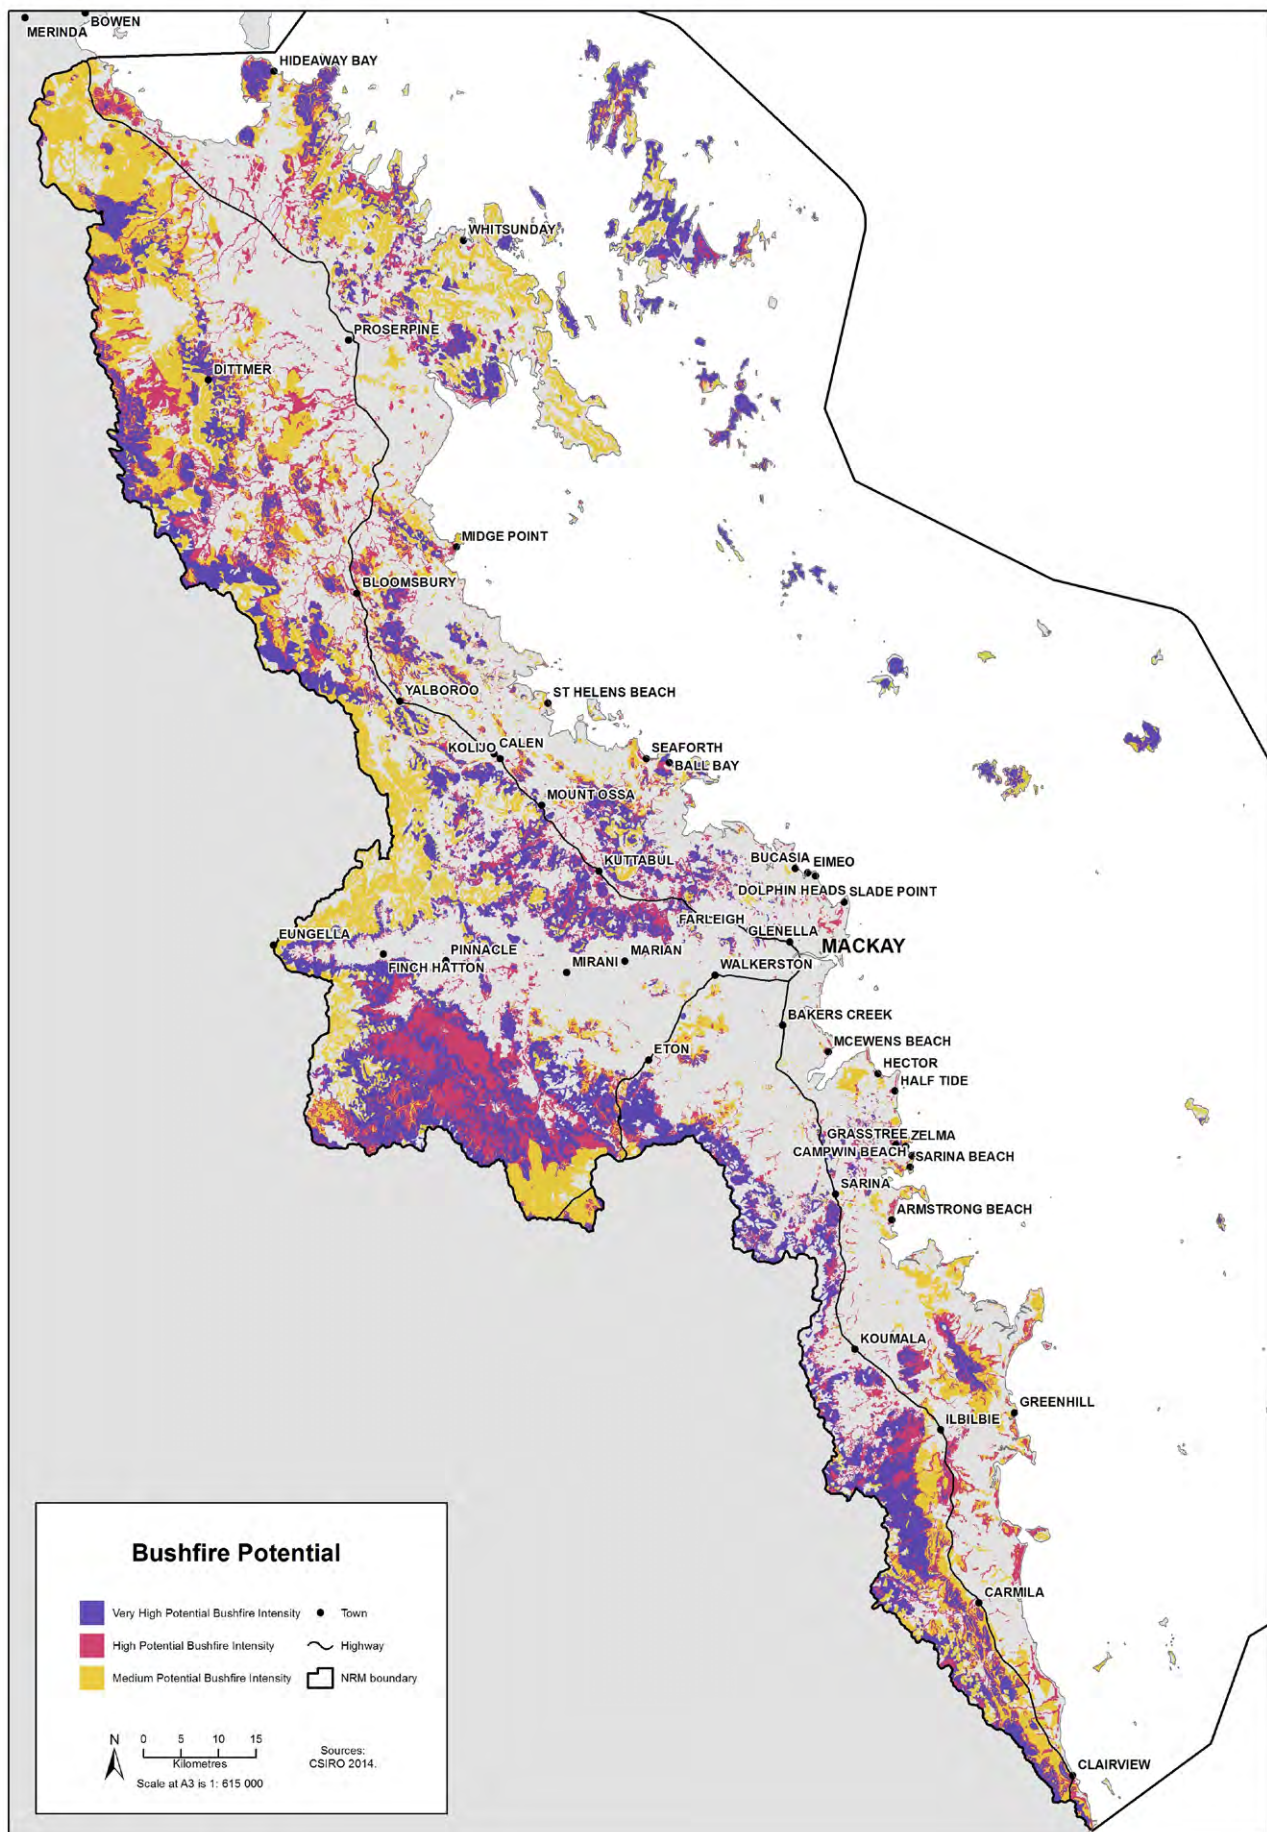 BOWEN
MERINDA
HIDEAWAY BAY
WHITSUNDAY
PROSERPINE
DITTMER
MIDGE POINT
BLOOMSBURY
YALBOROO
ST HELENS BEACH
KOLIJO
CALEN
SEAFORTH
BALL BAY
MOUNT OSSA
BUCASIA
EIMEO
KUTTABUL
DOLPHIN HEADS
SLADE POINT
FARLEIGH
GLENELLA
MACKAY
EUNGELLA
PINNACLE
MARIAN
FINCH HATTON
MIRANI
WALKERSTON
BAKERS CREEK
MCEWENS BEACH
ETON
HECTOR
HALF TIDE
GRASSTREE
ZELMA
CAMPWIN BEACH
SARINA BEACH
SARINA
ARMSTRONG BEACH
KOUMALA
GREENHILL
ILBILBIE
CARMILA
CLAIRVIEW
Bushfire Potential
Very High Potential Bushfire Intensity
Town
High Potential Bushfire Intensity
Highway
Medium Potential Bushfire Intensity
NRM boundary
N
0 5 10 15
Kilometres
Scale at A3 is 1: 615 000
Sources:
CSIRO 2014.